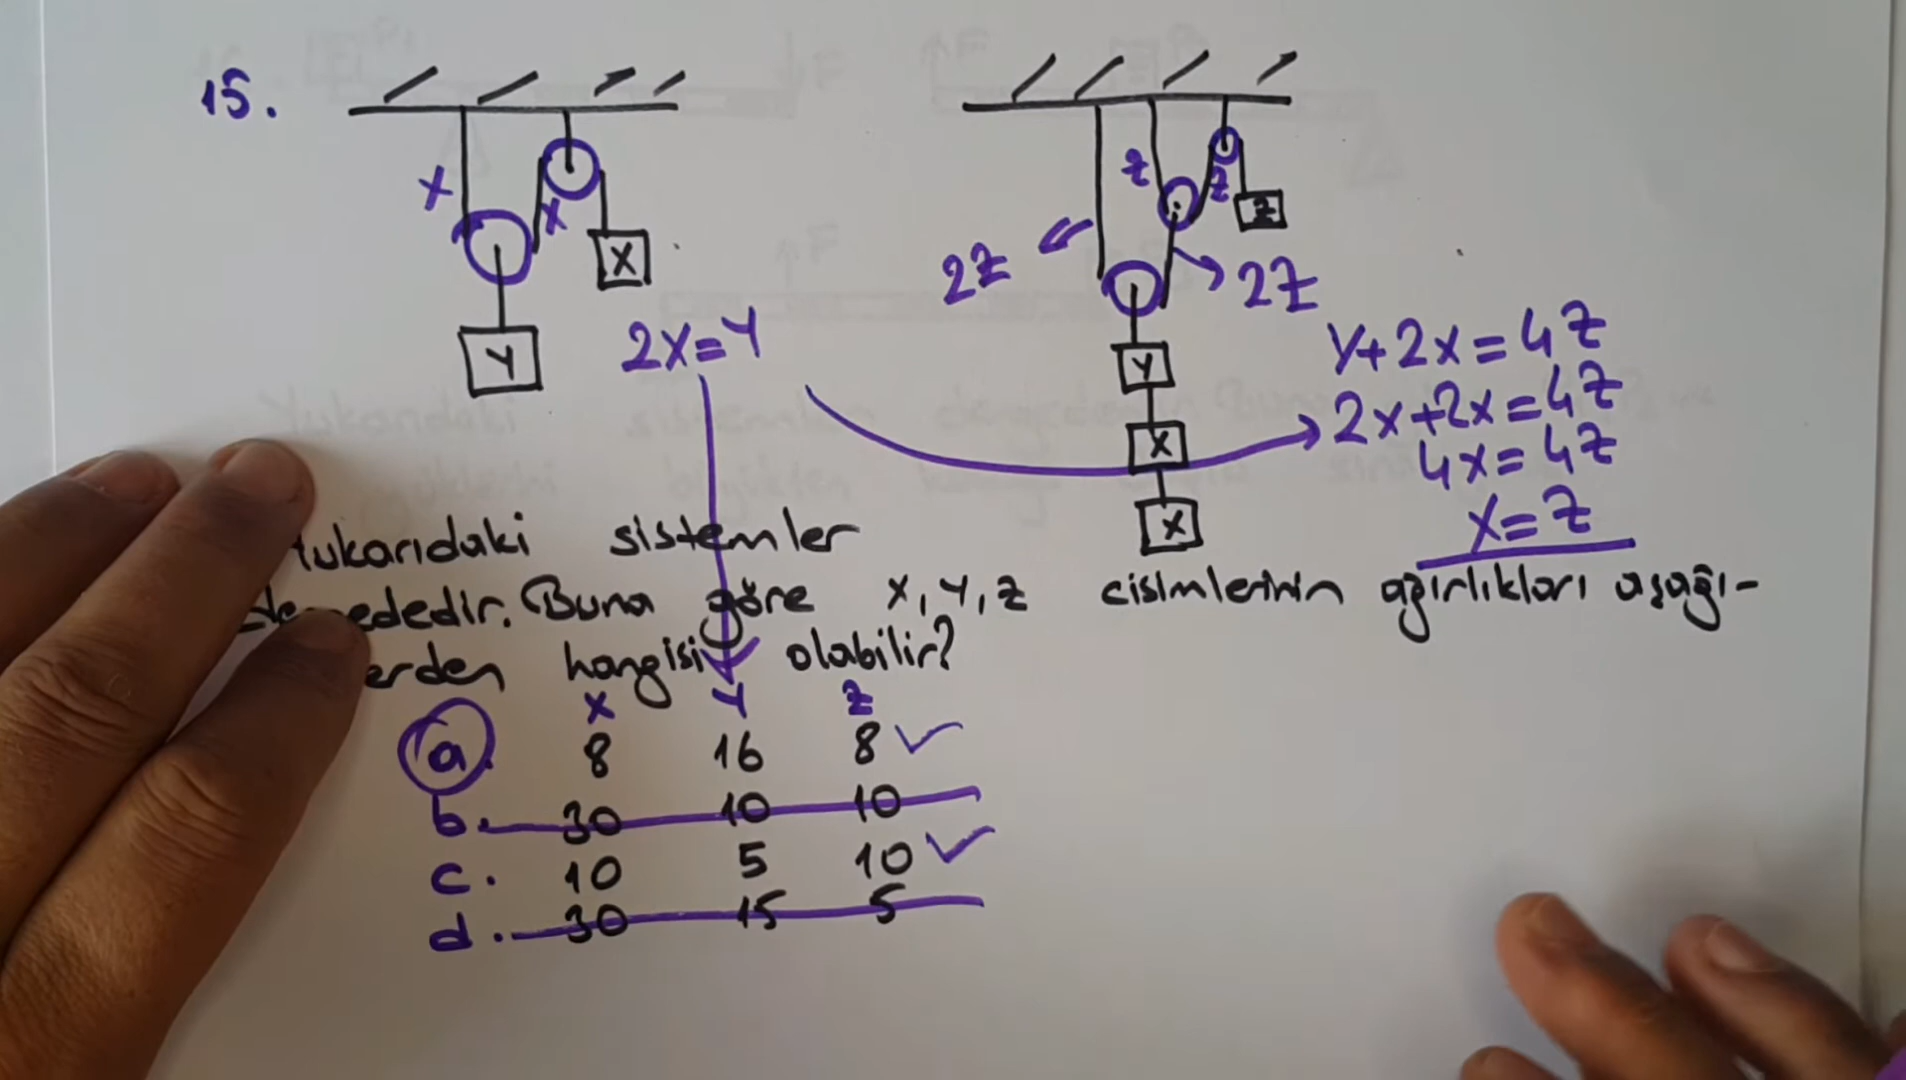 15.
X
X
X
Y
2X=Y
Z
Z
Z
2Z
2Z
Y
X
X
Y+2X=4Z
2X+2X=4Z
4X=4Z
X=Z
Yukarıdaki sistemler
dengededir. Buna göre X, Y, Z cisimlerinin ağırlıkları aşağı-
erden hangisi olabilir?
X Y Z
a. 8 16 8 ✓
b. 30 10 10
c. 10 5 10 ✓
d. 30 15 5